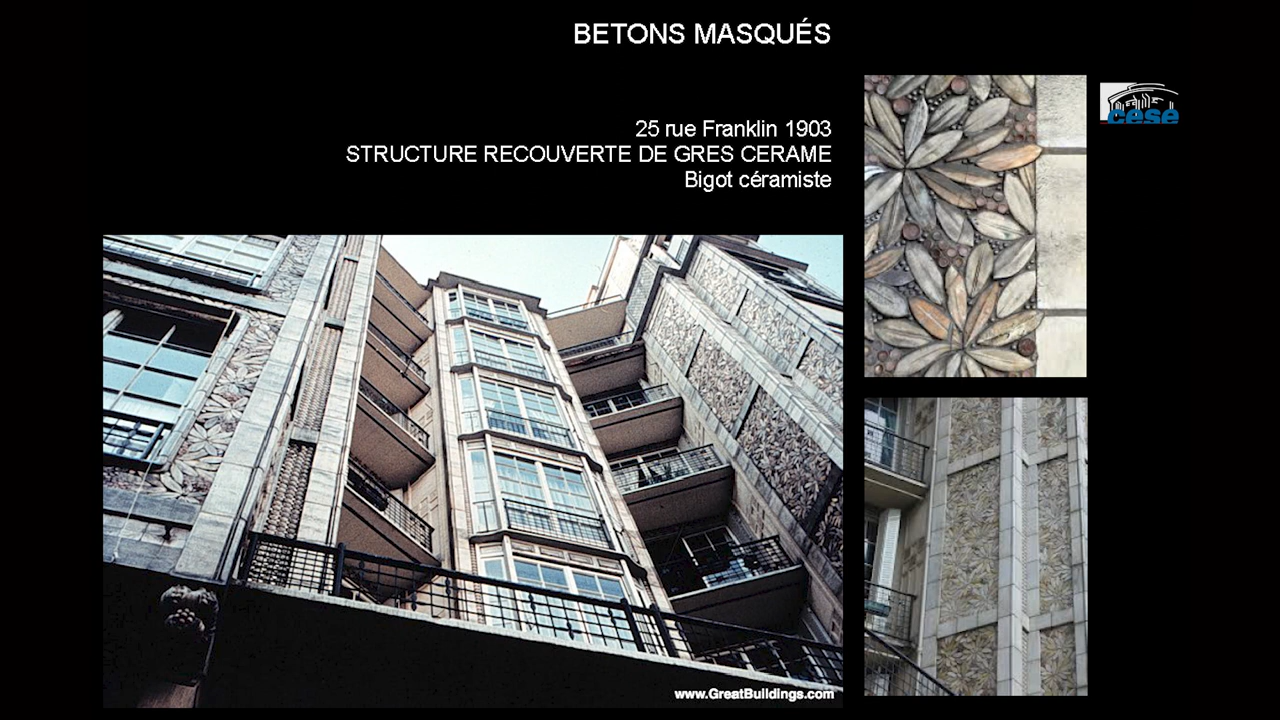 BETONS MASQUÉS
25 rue Franklin 1903
STRUCTURE RECOUVERTE DE GRES CERAME
Bigot céramiste
cese
www.GreatBuildings.com